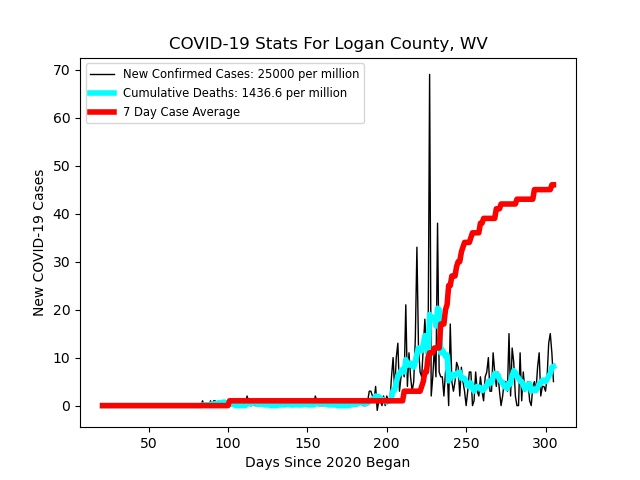 COVID-19 Stats For Logan County, WV
New Confirmed Cases: 25000 per million
Cumulative Deaths: 1436.6 per million
7 Day Case Average
70
60
50
40
30
20
10
0
New COVID-19 Cases
50 100 150 200 250 300
Days Since 2020 Began